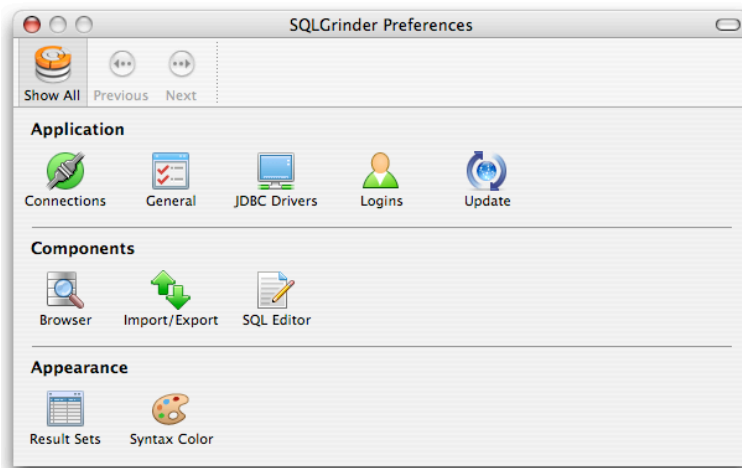 SQLGrinder Preferences
Show All Previous Next
Application
Connections General JDBC Drivers Logins Update
Components
Browser Import/Export SQL Editor
Appearance
Result Sets Syntax Color